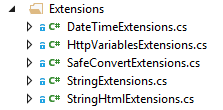 Extensions
C# DateTimeExtensions.cs
C# HttpVariablesExtensions.cs
C# SafeConvertExtensions.cs
C# StringExtensions.cs
C# StringHtmlExtensions.cs